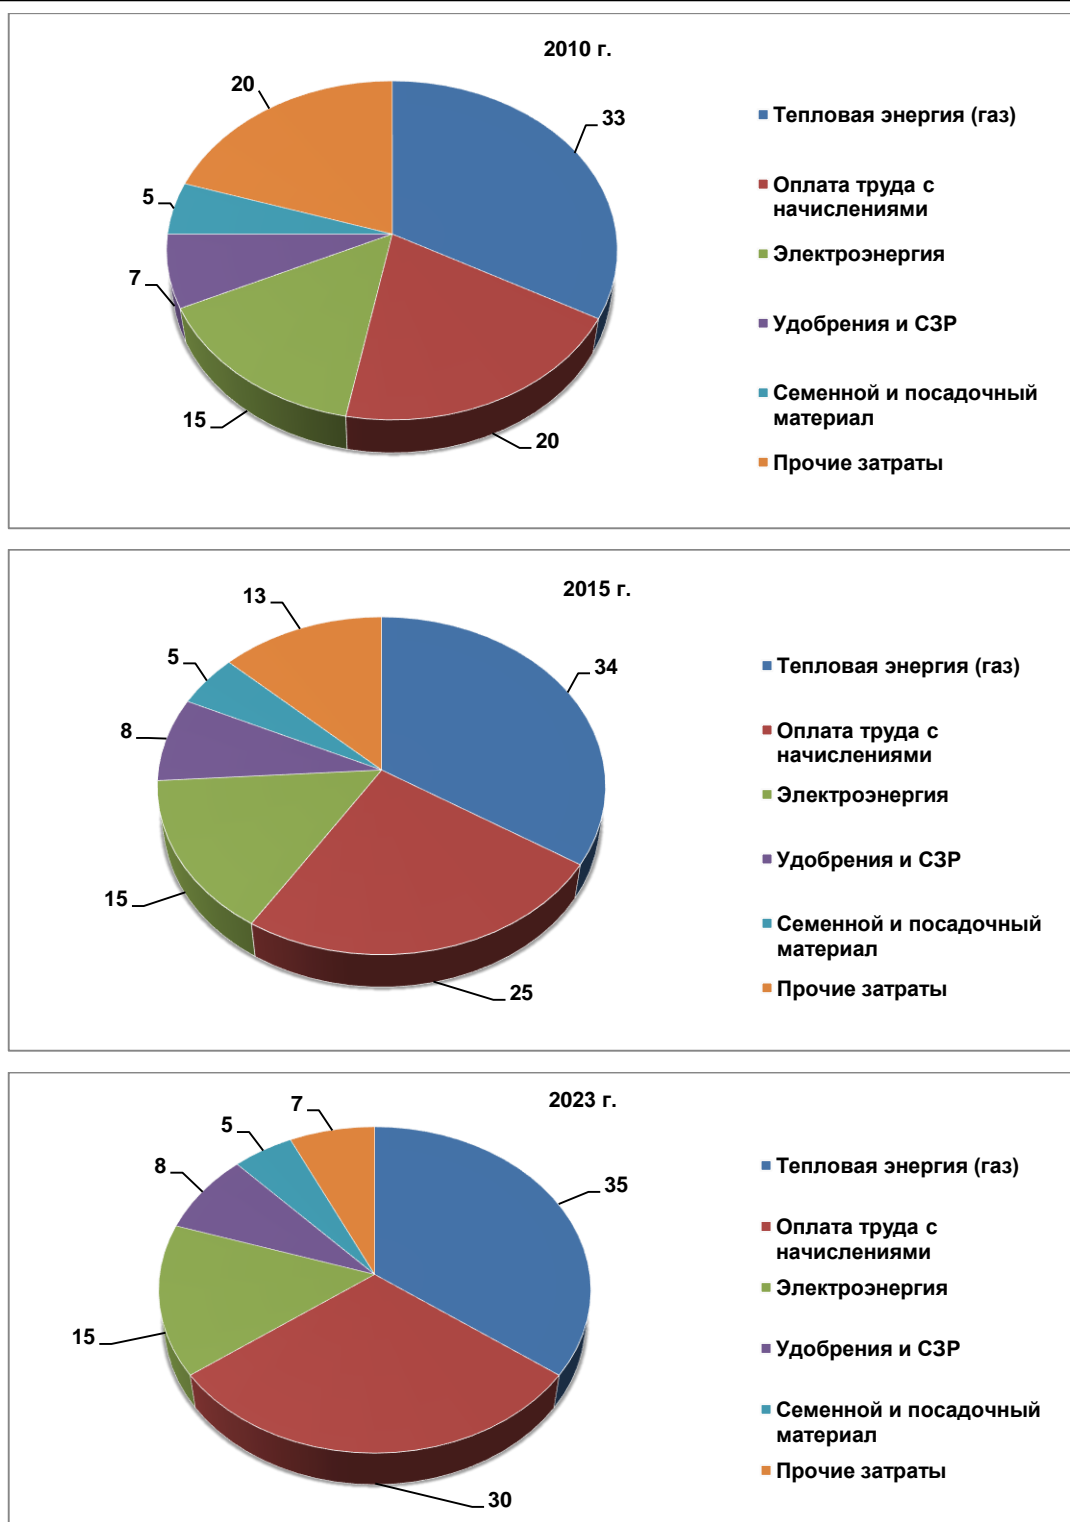 2010 г.
20
33
5
7
15
20
Тепловая энергия (газ)
Оплата труда с
начислениями
Электроэнергия
Удобрения и СЗР
Семенной и посадочный
материал
Прочие затраты
2015 г.
13
5
34
8
15
25
Тепловая энергия (газ)
Оплата труда с
начислениями
Электроэнергия
Удобрения и СЗР
Семенной и посадочный
материал
Прочие затраты
2023 г.
7
5
8
35
15
30
Тепловая энергия (газ)
Оплата труда с
начислениями
Электроэнергия
Удобрения и СЗР
Семенной и посадочный
материал
Прочие затраты